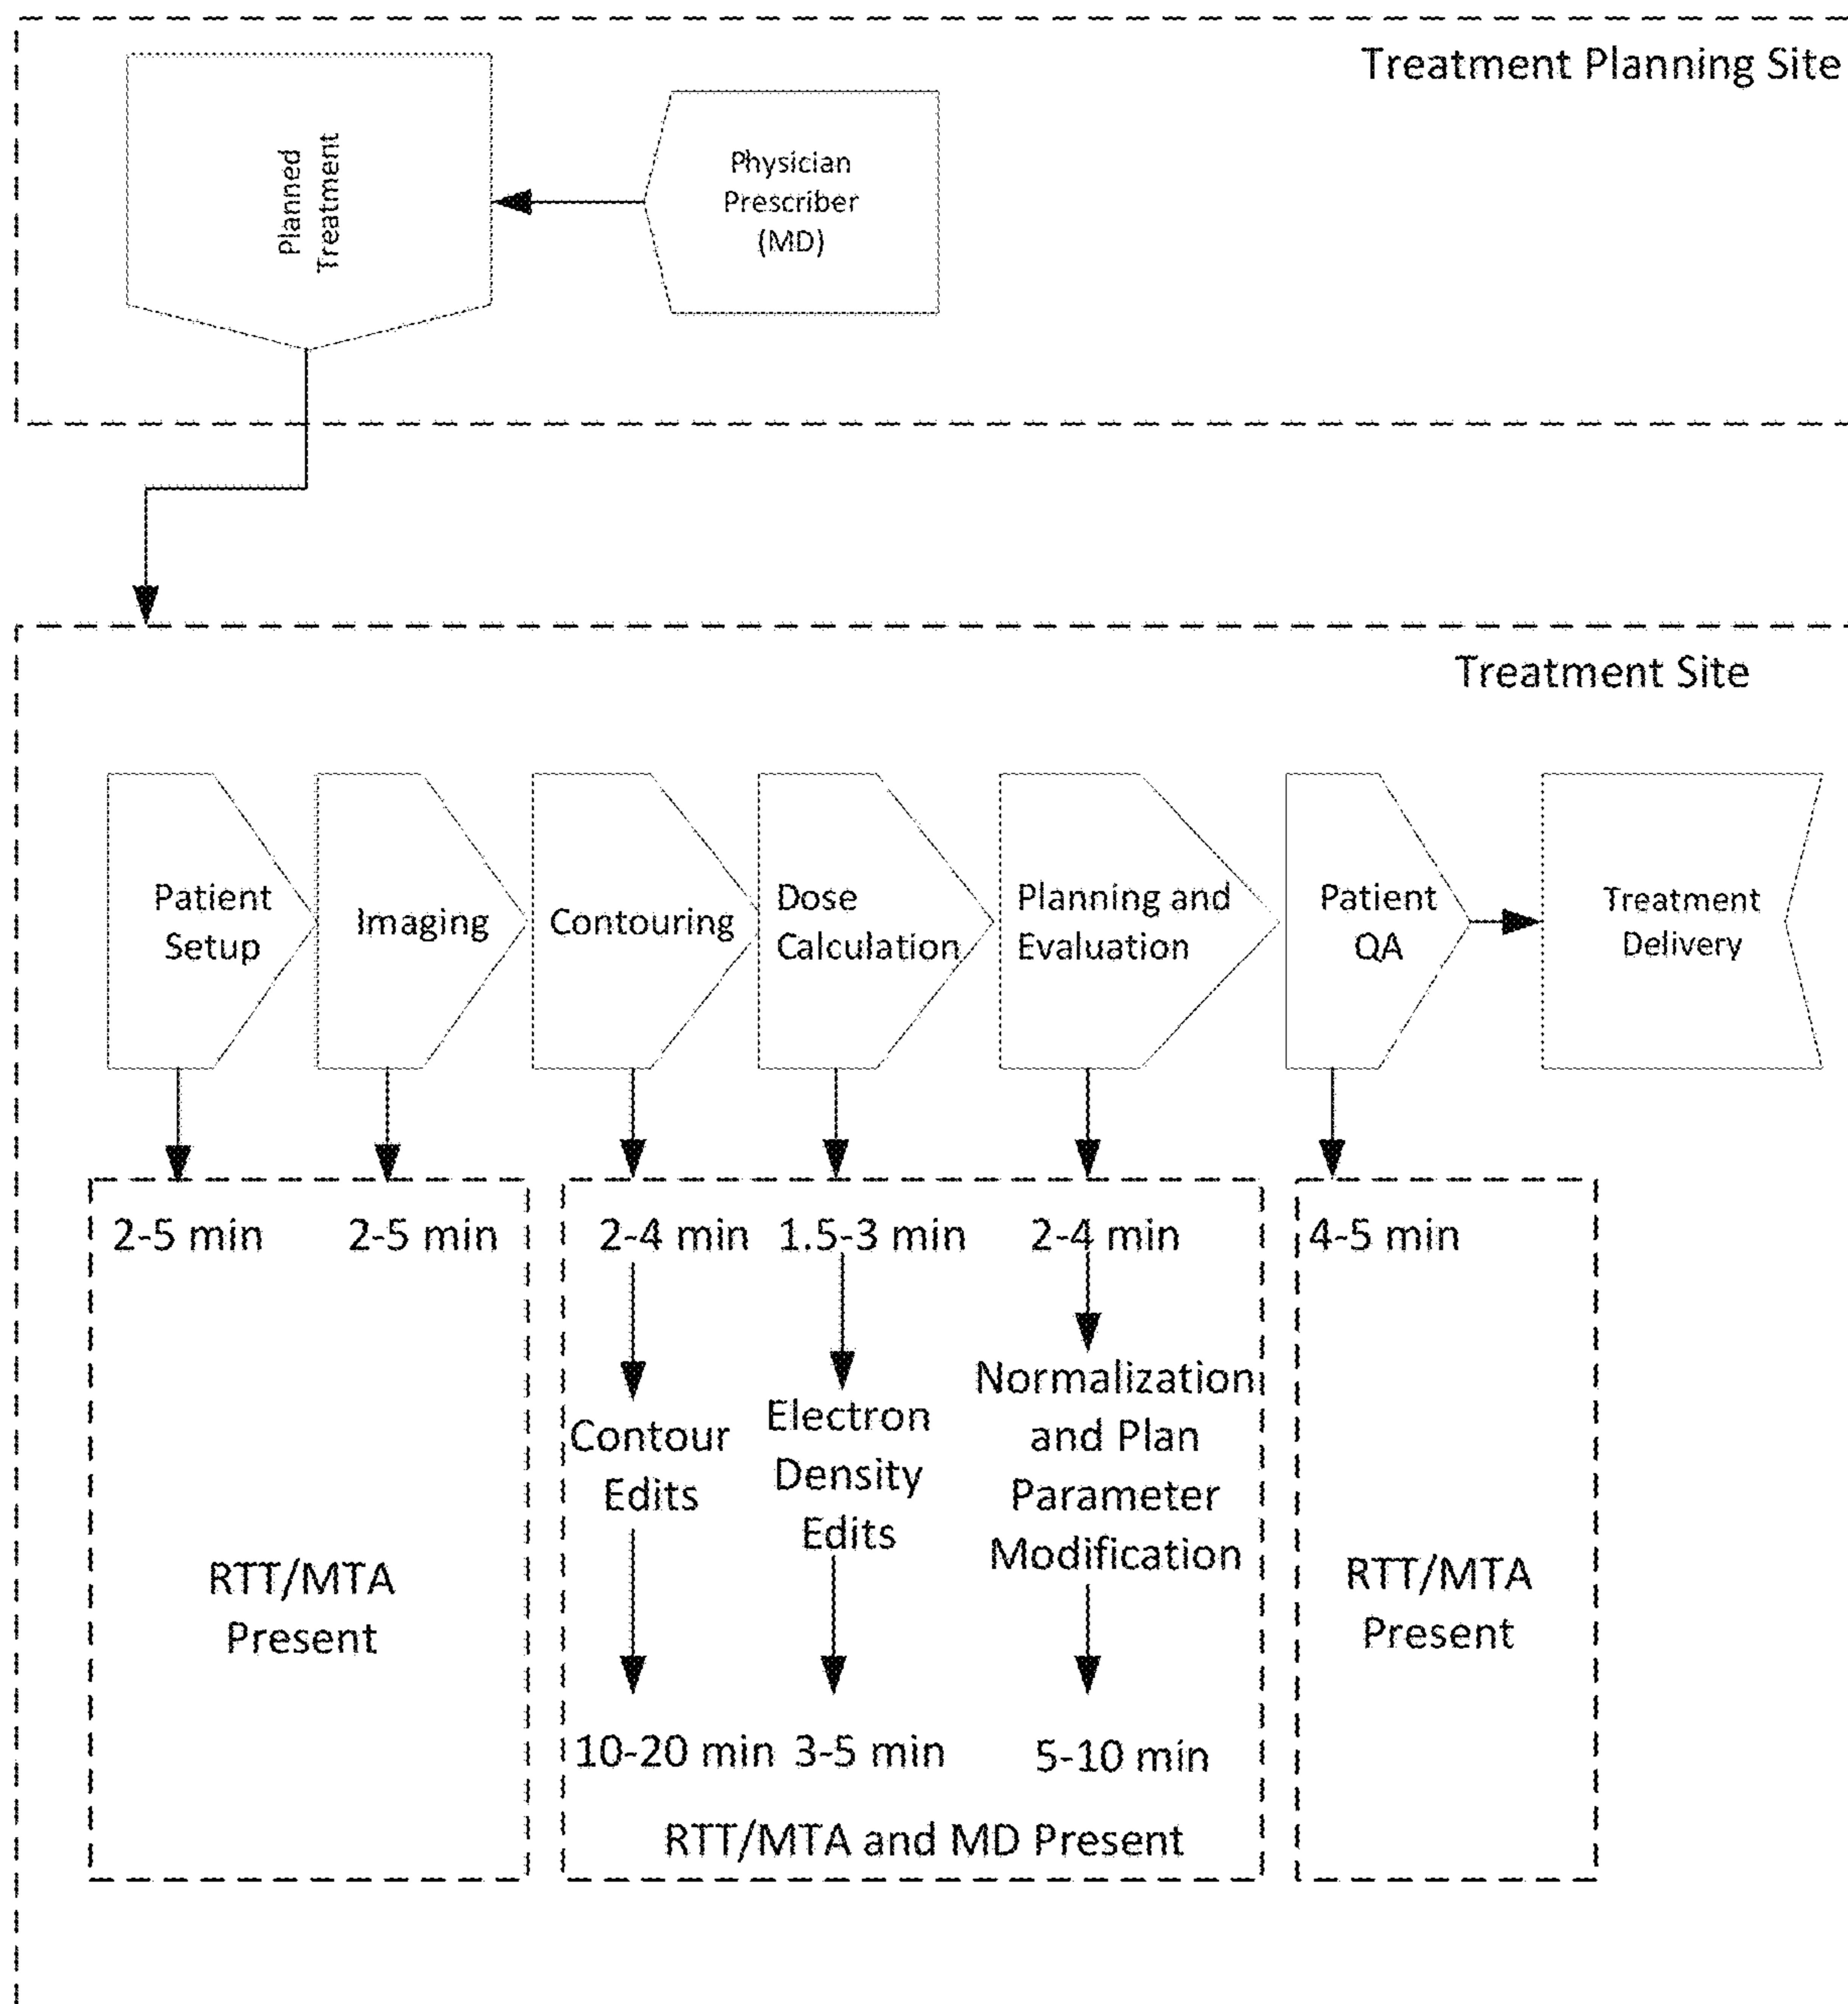 Treatment Planning Site
Planned
Treatment
Physician
Prescriber
(MD)
Treatment Site
Patient
Setup
Imaging
Contouring
Dose
Calculation
Planning and
Evaluation
Patient
QA
Treatment
Delivery
2-5 min
2-5 min
2-4 min
1.5-3 min
2-4 min
4-5 min
Contour
Edits
Electron
Density
Edits
Normalization
and Plan
Parameter
Modification
RTT/MTA
Present
10-20 min
3-5 min
5-10 min
RTT/MTA and MD Present
RTT/MTA
Present